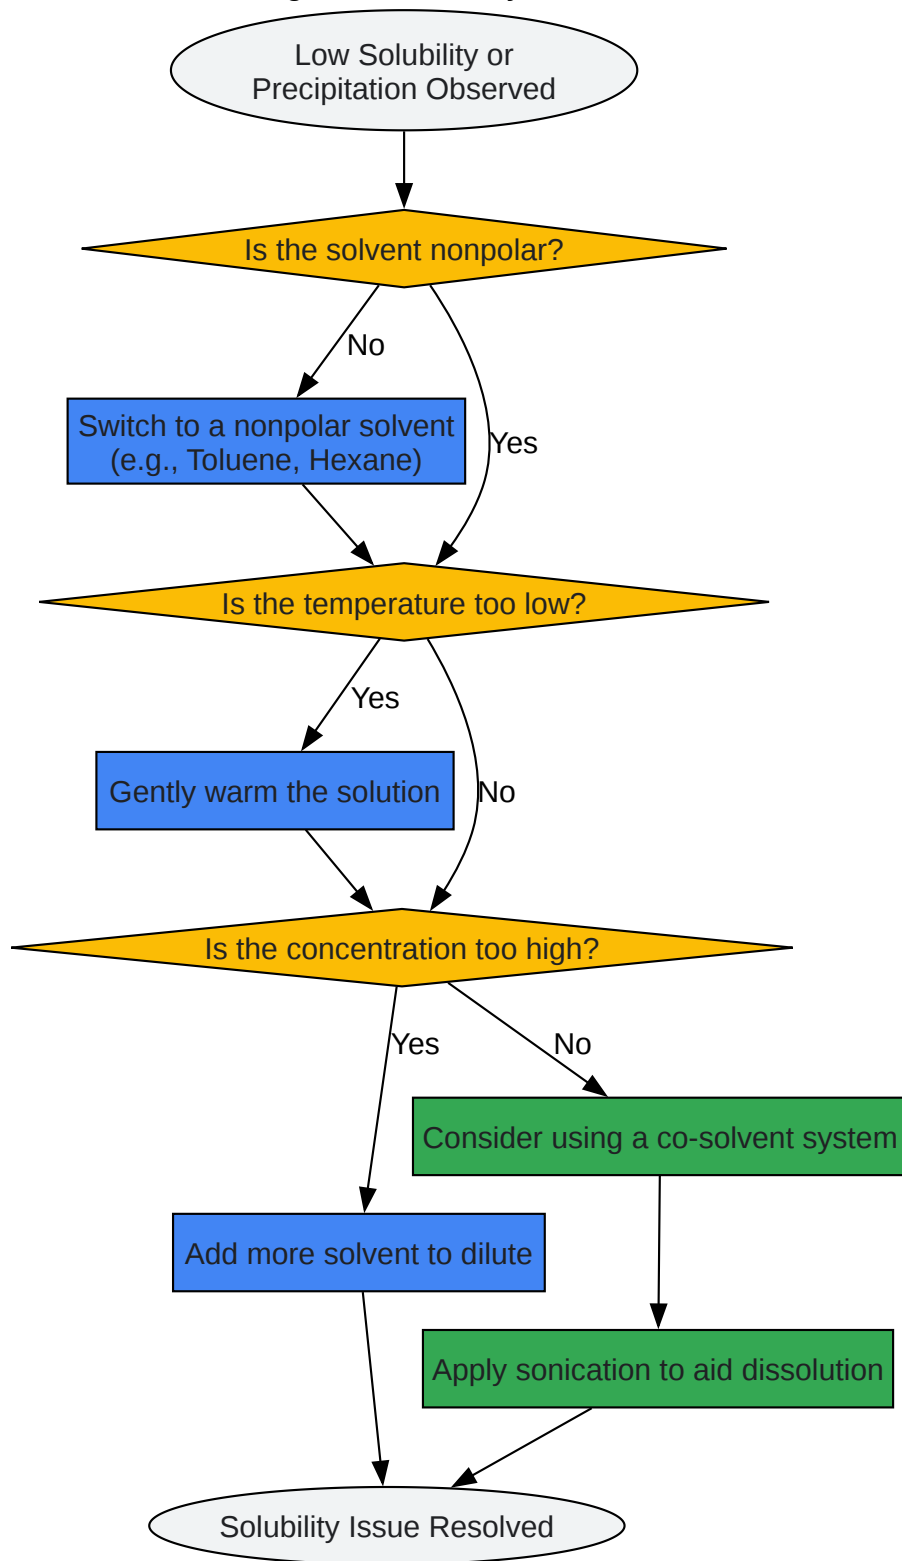 Low Solubility or
Precipitation Observed
Is the solvent nonpolar?
No
Switch to a nonpolar solvent
(e.g., Toluene, Hexane)
Yes
Is the temperature too low?
Yes
Gently warm the solution
No
Is the concentration too high?
Yes
No
Consider using a co-solvent system
Add more solvent to dilute
Apply sonication to aid dissolution
Solubility Issue Resolved